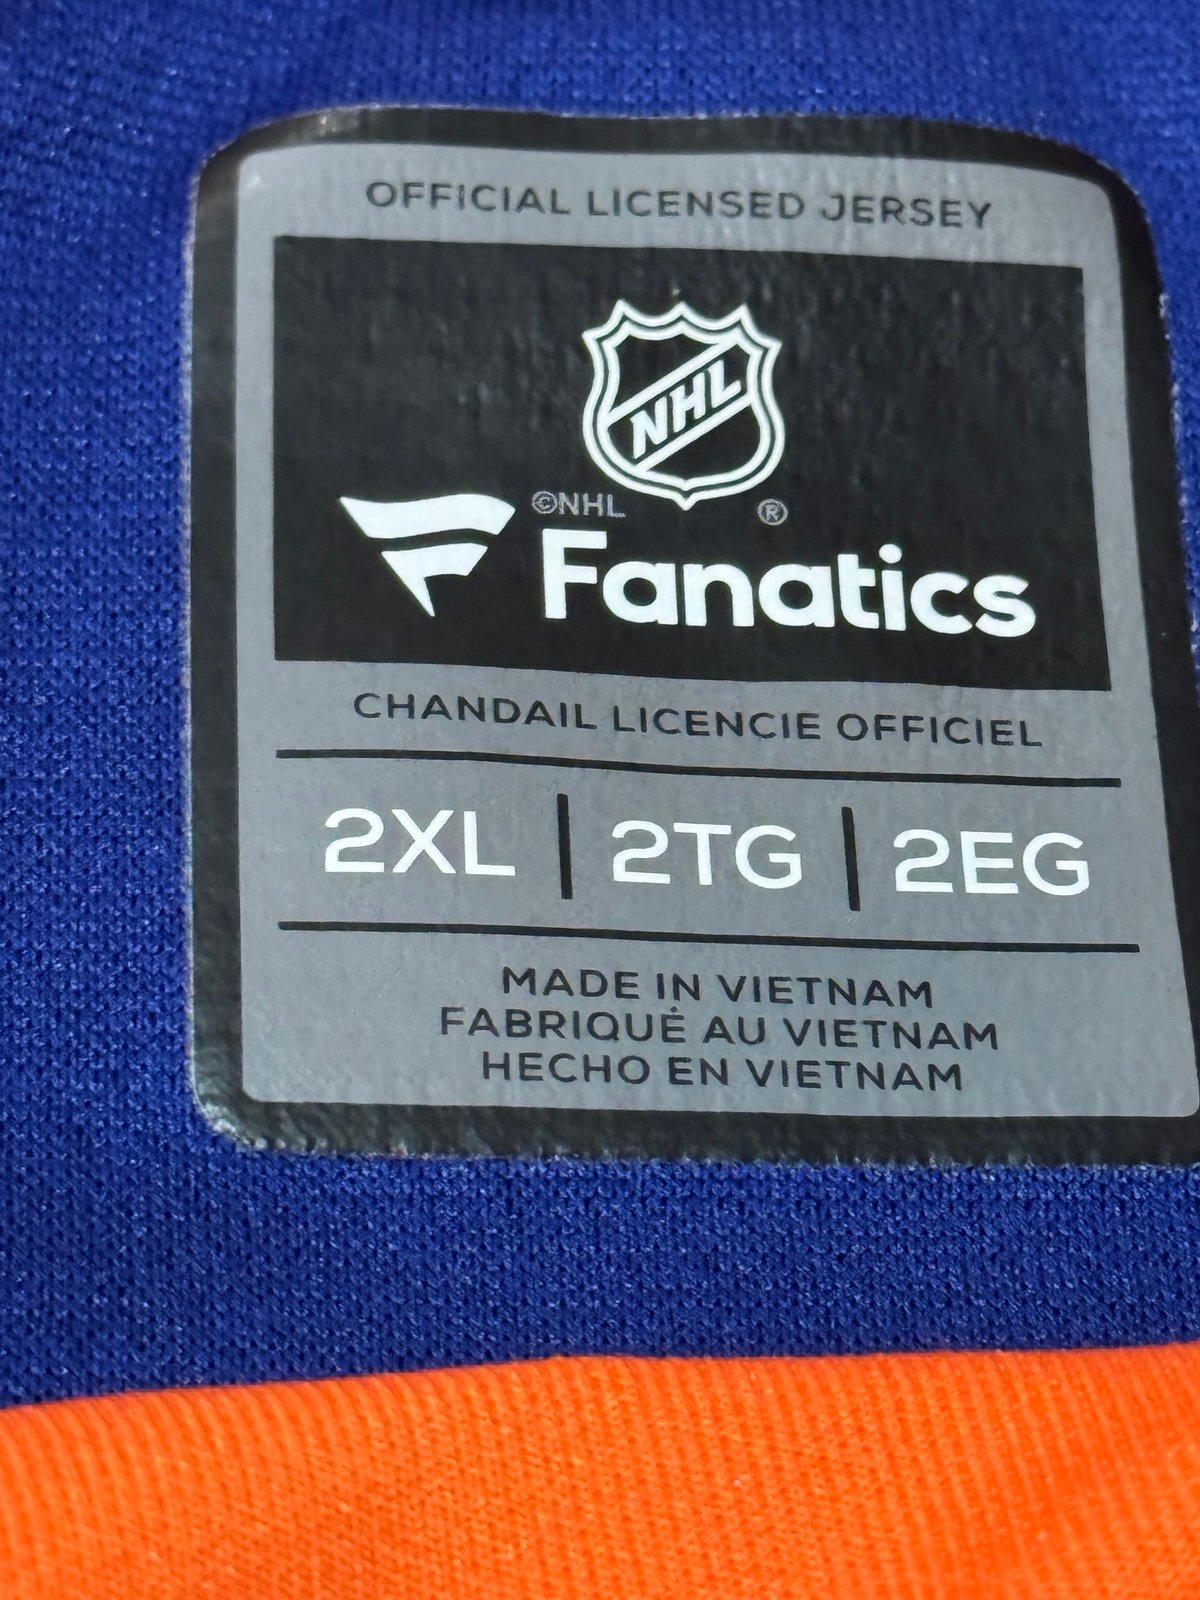 OFFICIAL LICENSED JERSEY
NHL
©NHL ®
Fanatics
CHANDAIL LICENCIE OFFICIEL
2XL | 2TG | 2EG
MADE IN VIETNAM
FABRIQUÉ AU VIETNAM
HECHO EN VIETNAM